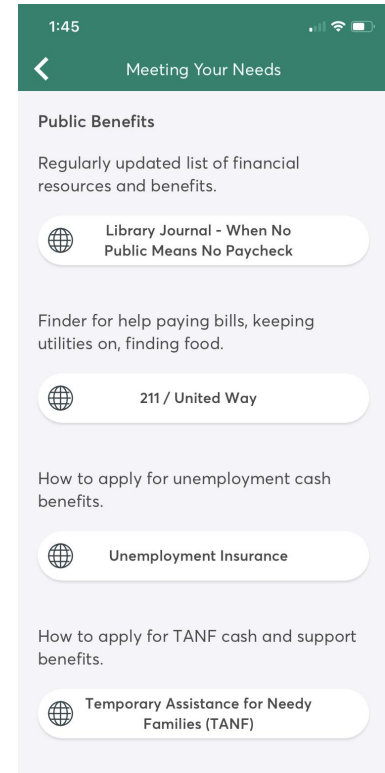 1:45
Meeting Your Needs
Public Benefits
Regularly updated list of financial
resources and benefits.
Library Journal - When No
Public Means No Paycheck
Finder for help paying bills, keeping
utilities on, finding food.
211 / United Way
How to apply for unemployment cash
benefits.
Unemployment Insurance
How to apply for TANF cash and support
benefits.
Temporary Assistance for Needy
Families (TANF)